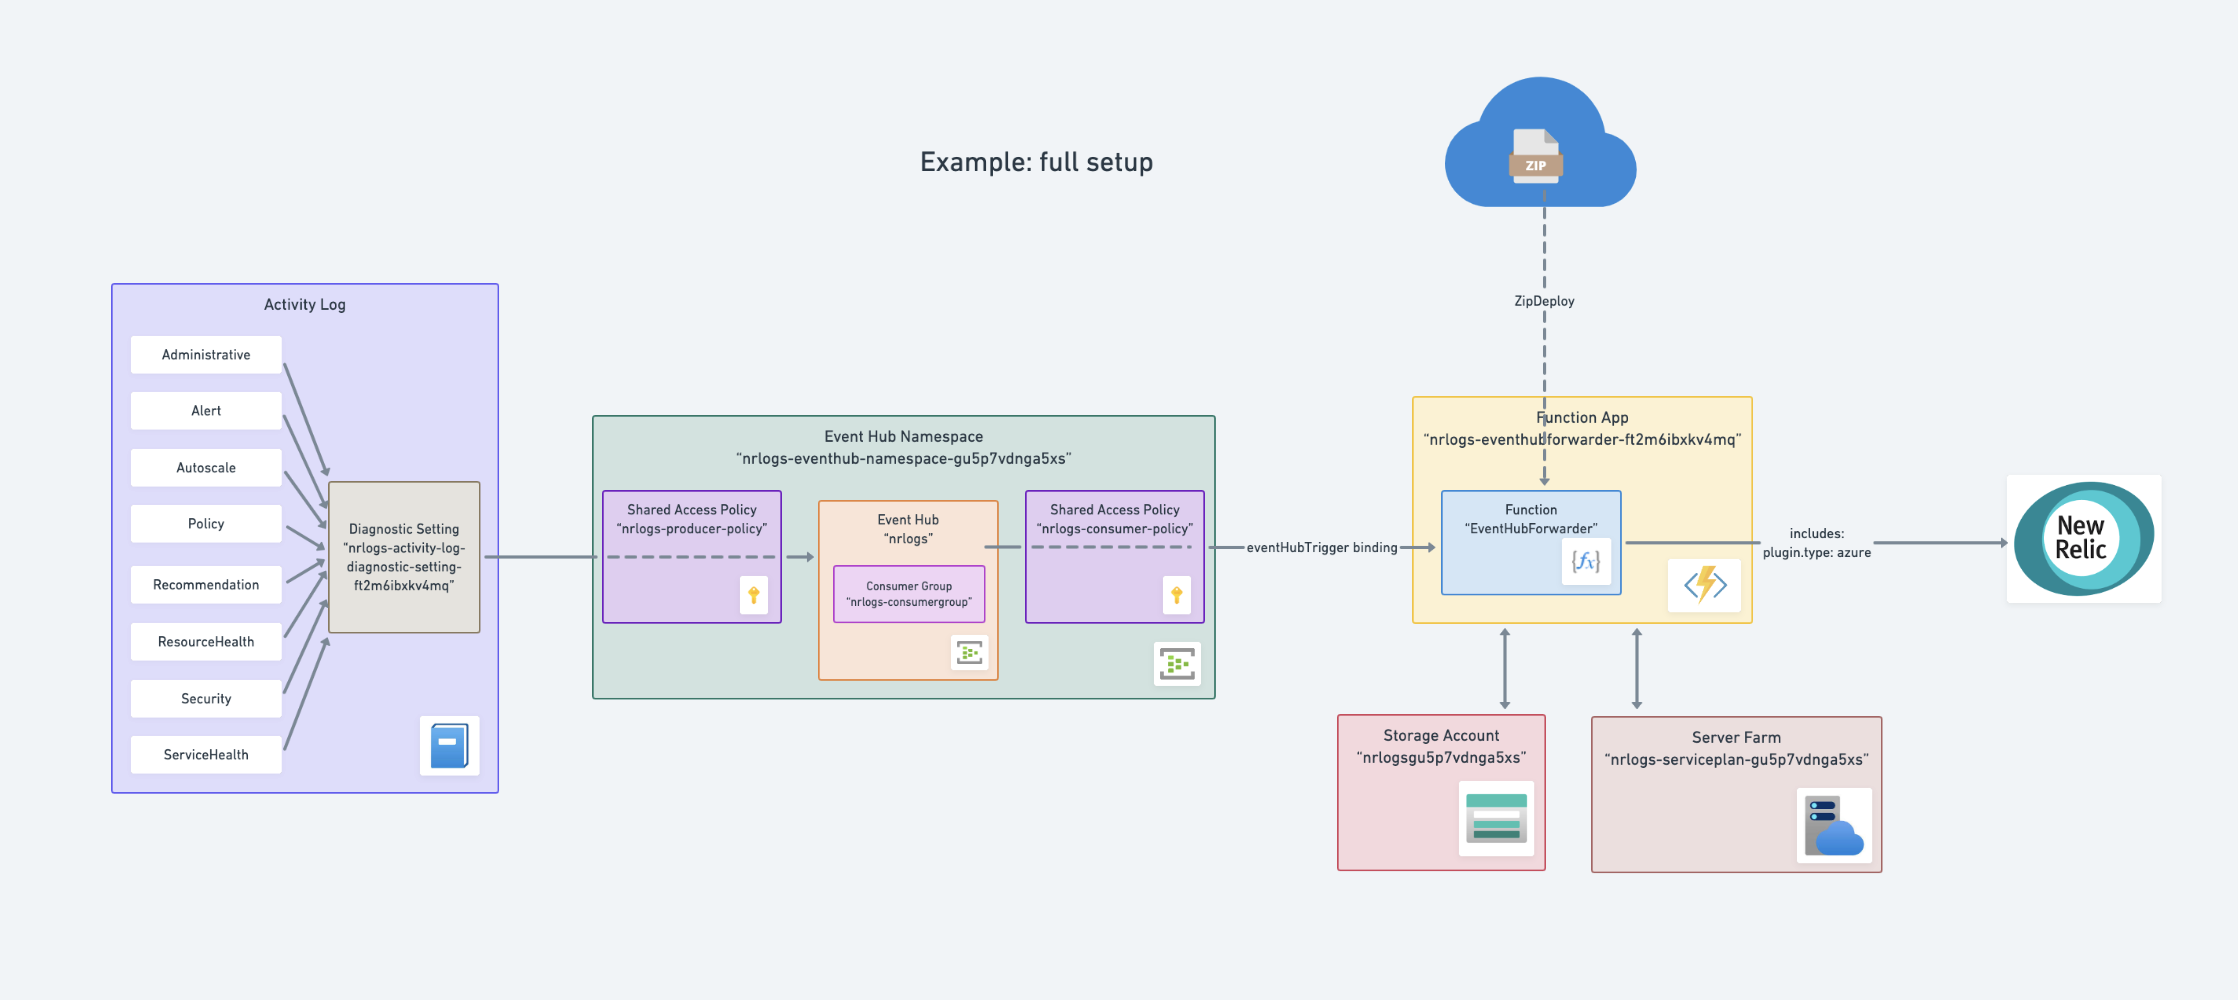 Example: full setup
ZIP
ZipDeploy
Activity Log
Administrative
Alert
Autoscale
Policy
Recommendation
ResourceHealth
Security
ServiceHealth
Diagnostic Setting
“nrlogs-activity-log-
diagnostic-setting-
ft2m6ibxkv4mq”
Event Hub Namespace
“nrlogs-eventhub-namespace-gu5p7vdnga5xs”
Shared Access Policy
“nrlogs-producer-policy”
Event Hub
“nrlogs”
Consumer Group
“nrlogs-consumergroup”
Shared Access Policy
“nrlogs-consumer-policy”
eventHubTrigger binding
Function App
“nrlogs-eventhubforwarder-ft2m6ibxkv4mq”
Function
“EventHubForwarder”
{fx}
includes:
plugin.type: azure
New
Relic
Storage Account
“nrlogsgu5p7vdnga5xs”
Server Farm
“nrlogs-serviceplan-gu5p7vdnga5xs”